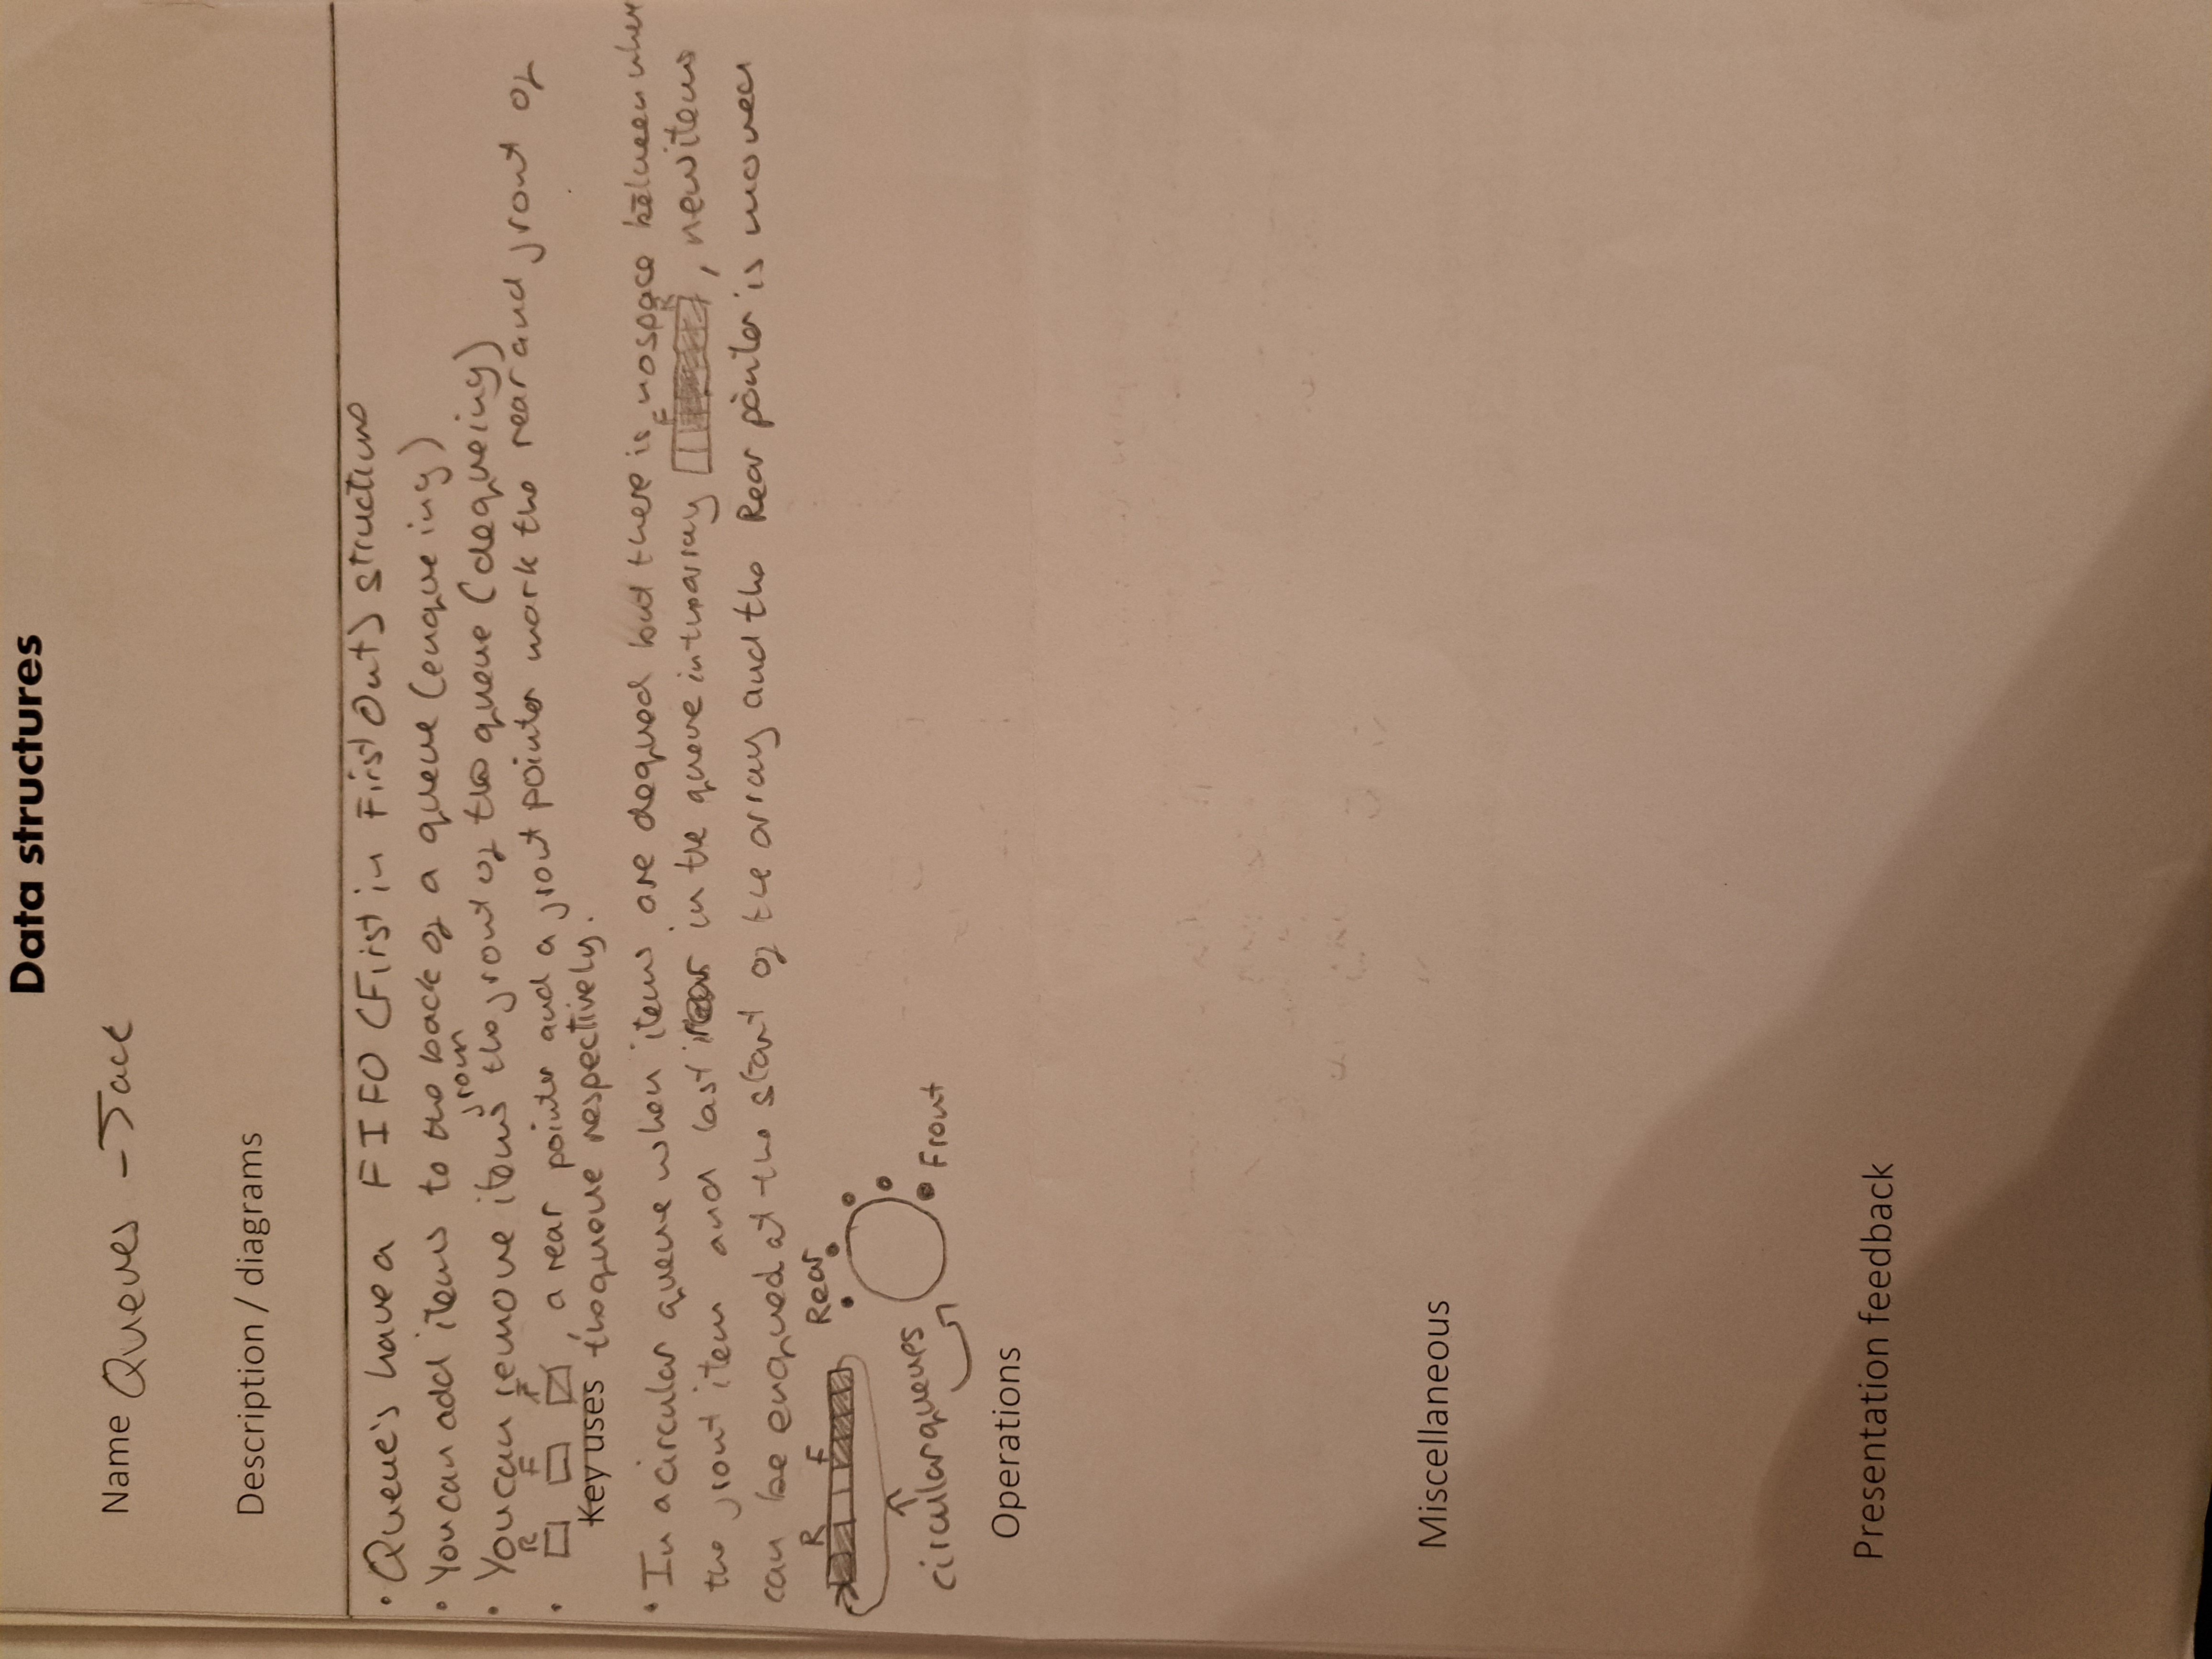 Data structures
Name Queues - Jack
Description / diagrams
• Queue's have a FIFO (First in First Out) structure
• You can add items to the back of a queue (enqueing)
• You can remove items from the front of the queue (dequeing)
R F F
• , a rear pointer and a front pointer mark the rear and front of
Key uses the queue respectively.
• In a circular queue when items are dequed but there is no space between where
F R
the front item and last rear in the queue in the array , new items
can be enqued at the start of the array and the Rear pointer is moved
R F Rear
circular queues
Front
Operations
Miscellaneous
Presentation feedback